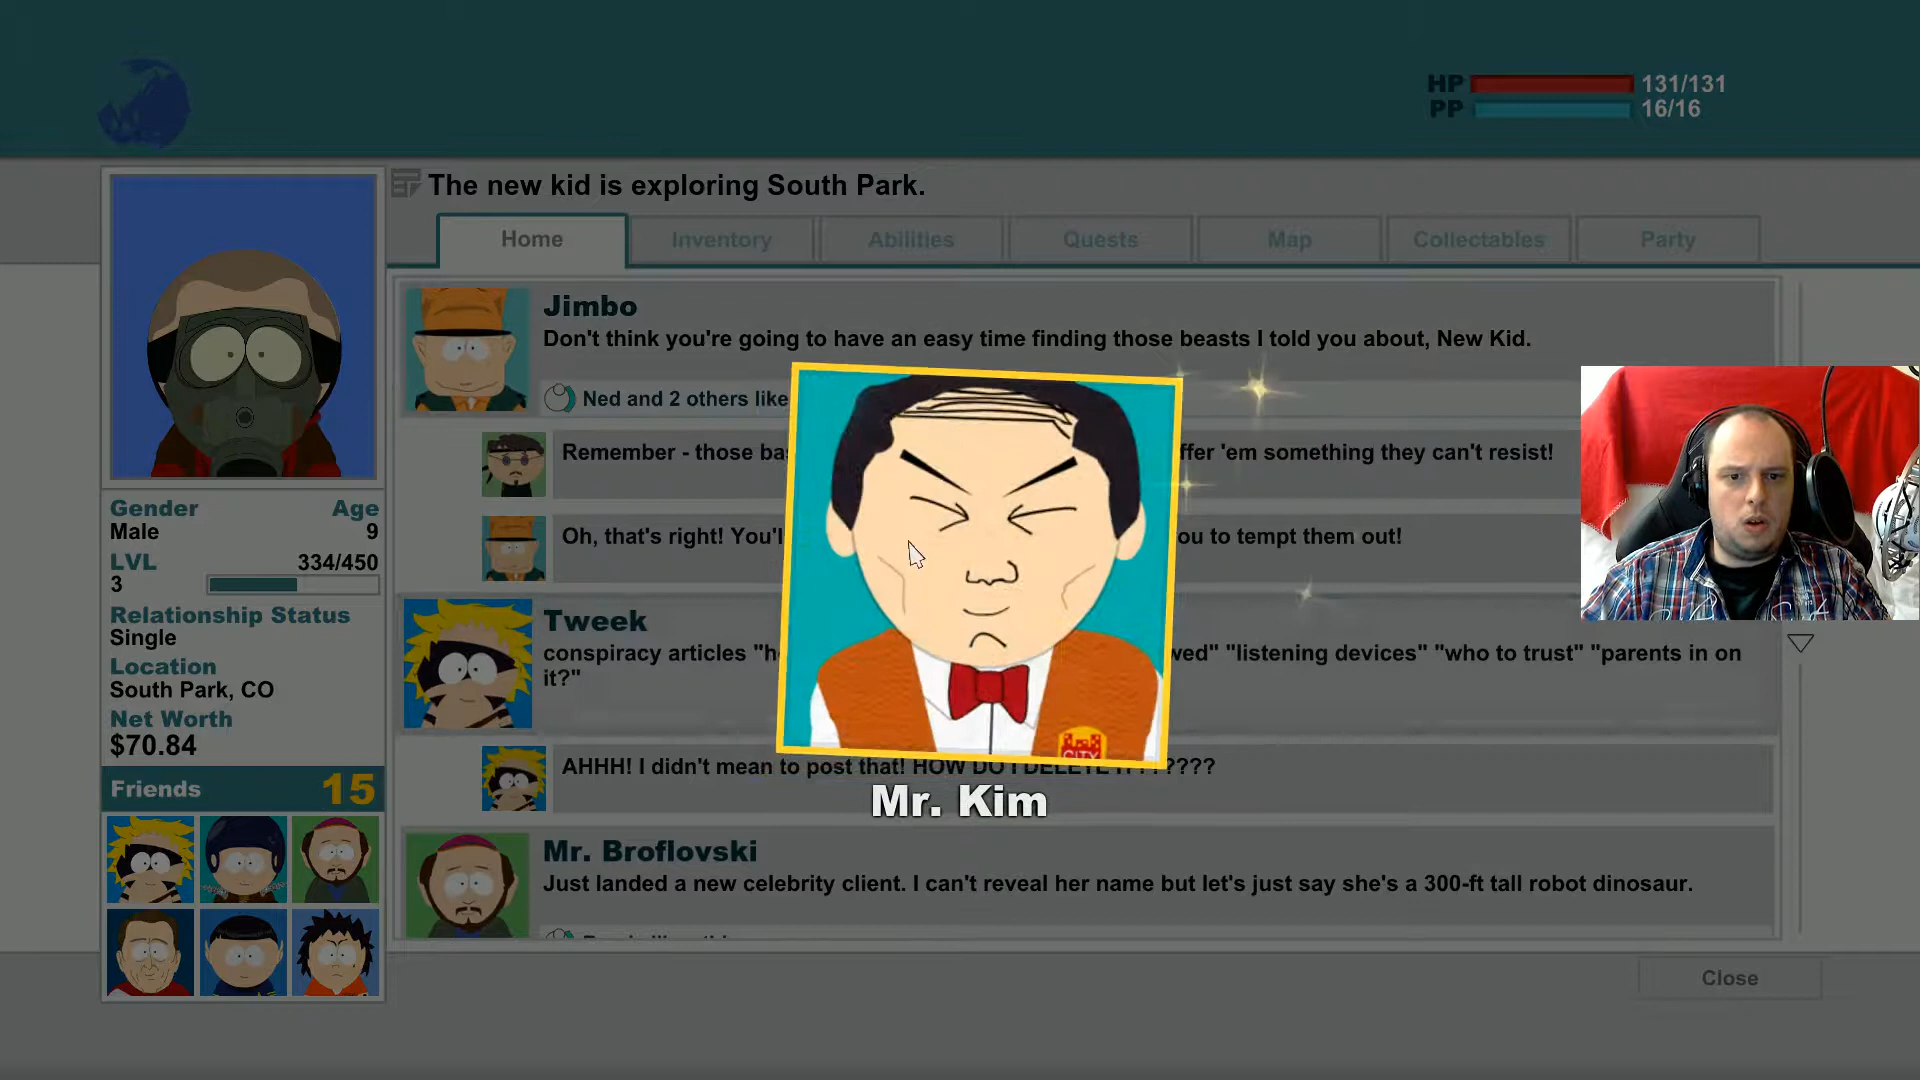 HP 131/131
PP 16/16
The new kid is exploring South Park.
Home Inventory Abilities Quests Map Collectables Party
Jimbo
Don't think you're going to have an easy time finding those beasts I told you about, New Kid.
Ned and 2 others like
Remember - those 'em something they can't resist!
Oh, that's right! to tempt them out!
Tweek
conspiracy articles "listening devices" "who to trust" "parents in on
it?"
AHHH! I didn't mean to post that! HOW DO I DELETE
Mr. Broflovski
Just landed a new celebrity client. I can't reveal her name but let's just say she's a 300-ft tall robot dinosaur.
CITY
Mr. Kim
Gender Age
Male 9
LVL 334/450
3
Relationship Status
Single
Location
South Park, CO
Net Worth
$70.84
Friends 15
Close